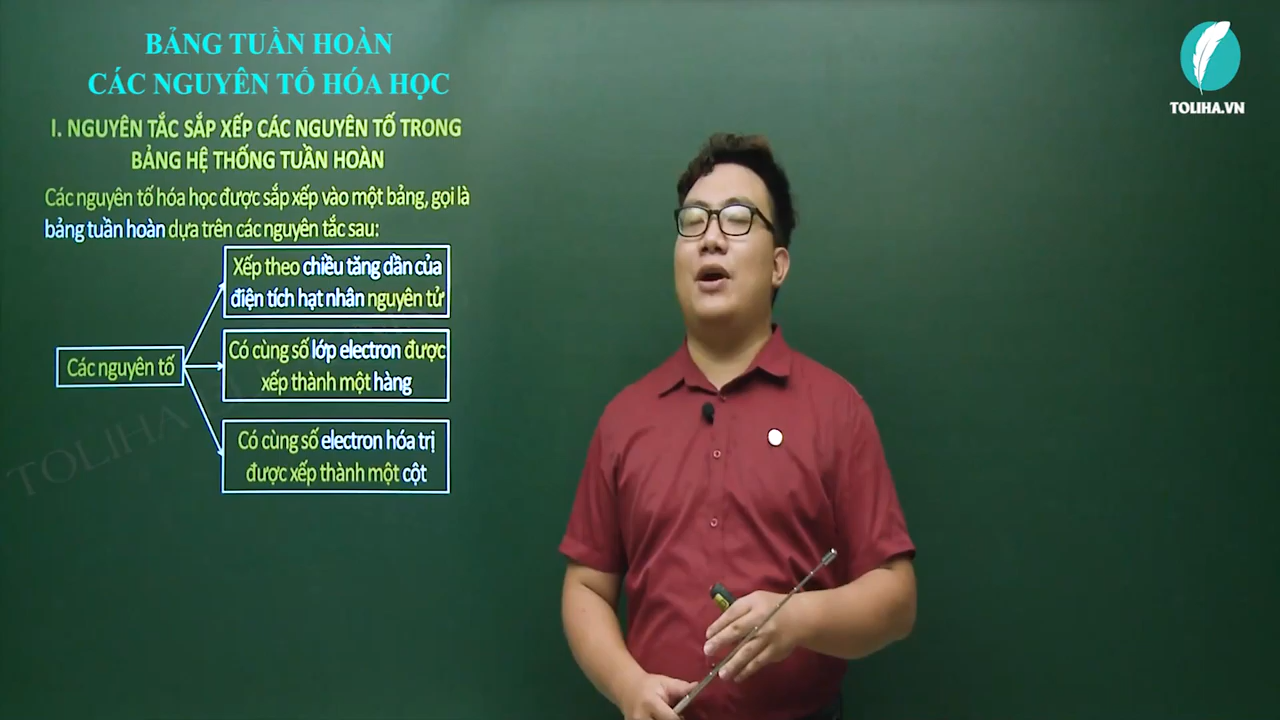 BẢNG TUẦN HOÀN
CÁC NGUYÊN TỐ HÓA HỌC
I. NGUYÊN TẮC SẮP XẾP CÁC NGUYÊN TỐ TRONG
BẢNG HỆ THỐNG TUẦN HOÀN
Các nguyên tố hóa học được sắp xếp vào một bảng, gọi là
bảng tuần hoàn dựa trên các nguyên tắc sau:
Các nguyên tố
Xếp theo chiều tăng dần của
điện tích hạt nhân nguyên tử
Có cùng số lớp electron được
xếp thành một hàng
Có cùng số electron hóa trị
được xếp thành một cột
TOLIHA.VN
TOLIHA